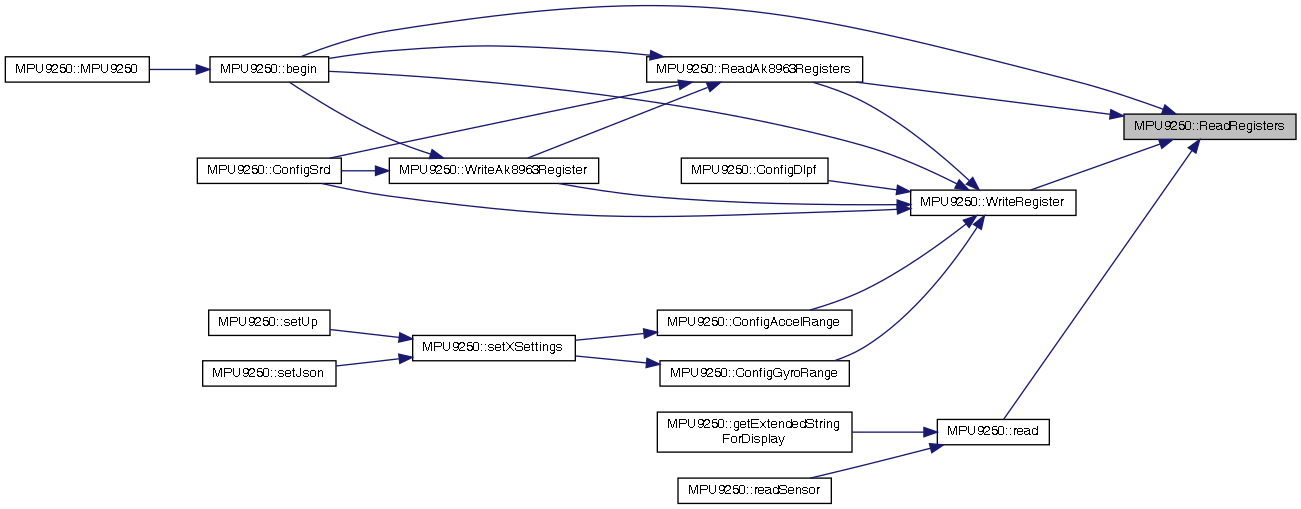 MPU9250::MPU9250
MPU9250::begin
MPU9250::ReadAk8963Registers
MPU9250::ReadRegisters
MPU9250::ConfigSrd
MPU9250::WriteAk8963Register
MPU9250::ConfigDlpf
MPU9250::WriteRegister
MPU9250::setUp
MPU9250::setXSettings
MPU9250::ConfigAccelRange
MPU9250::setJson
MPU9250::ConfigGyroRange
MPU9250::getExtendedString
ForDisplay
MPU9250::read
MPU9250::readSensor